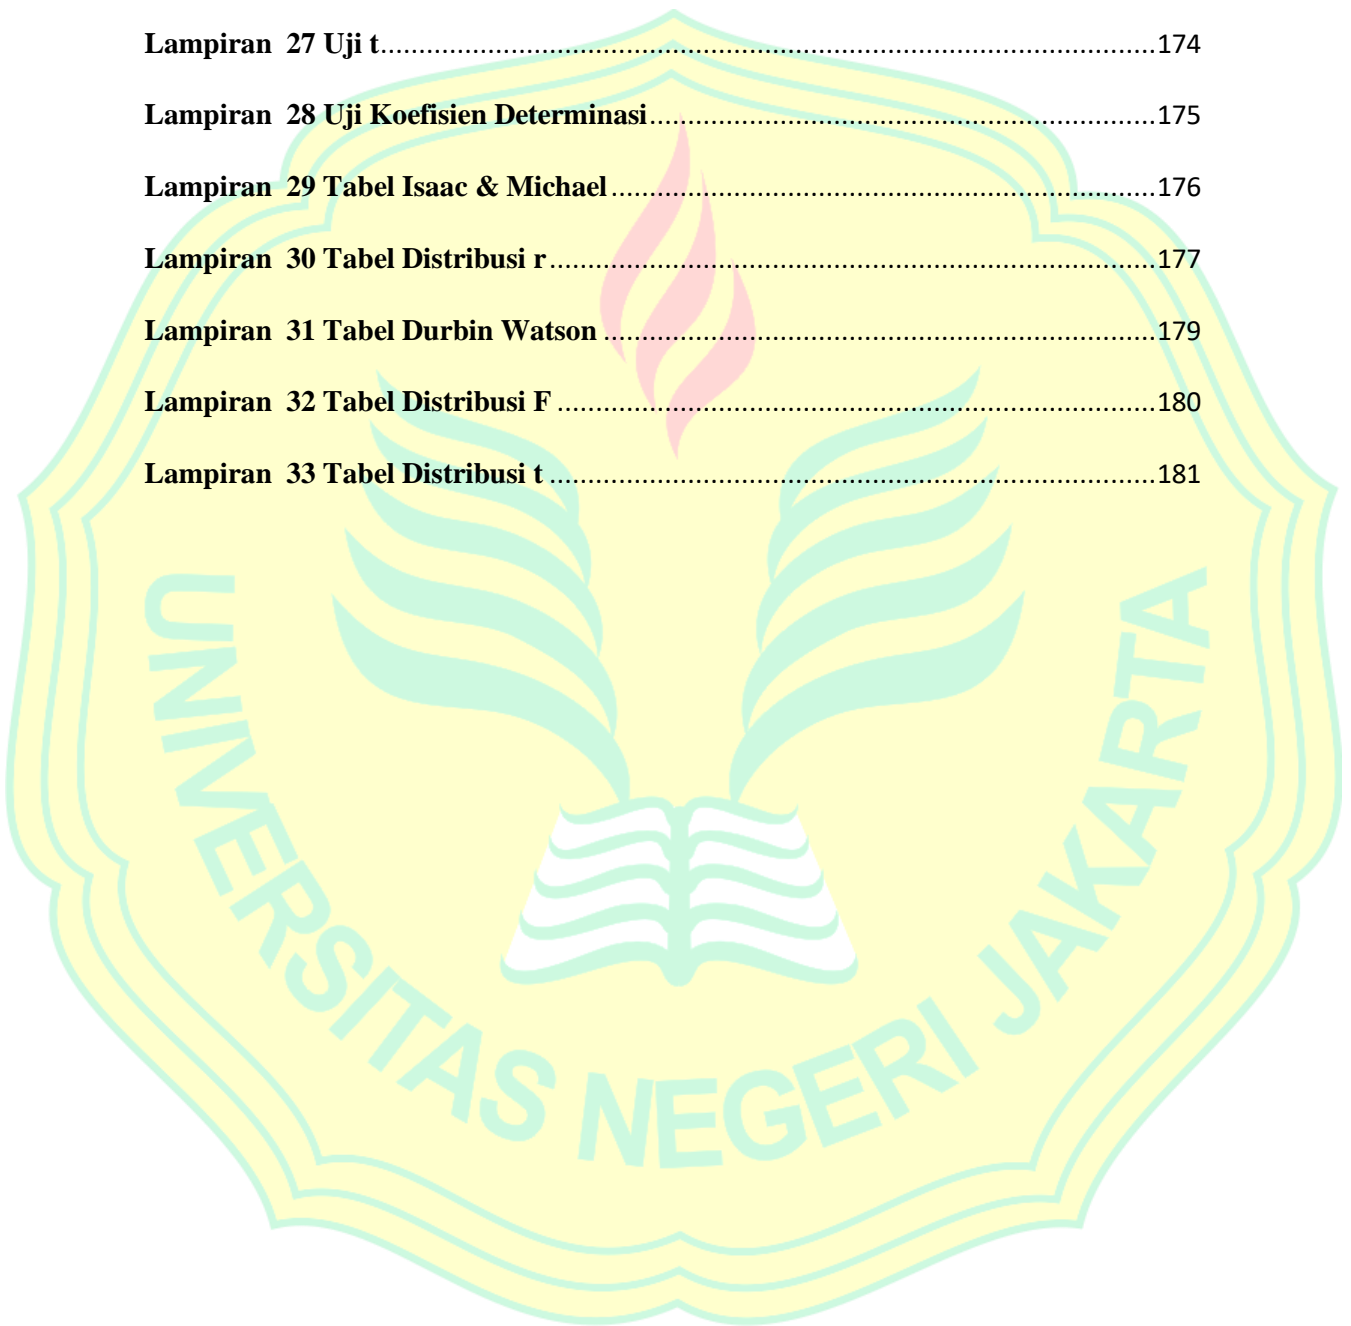 Lampiran  27 Uji t.....................................................................................................174
Lampiran  28 Uji Koefisien Determinasi..................................................................175
Lampiran  29 Tabel Isaac & Michael.......................................................................176
Lampiran  30 Tabel Distribusi r...............................................................................177
Lampiran  31 Tabel Durbin Watson........................................................................179
Lampiran  32 Tabel Distribusi F..............................................................................180
Lampiran  33 Tabel Distribusi t...............................................................................181
UNIVERSITAS NEGERI JAKARTA